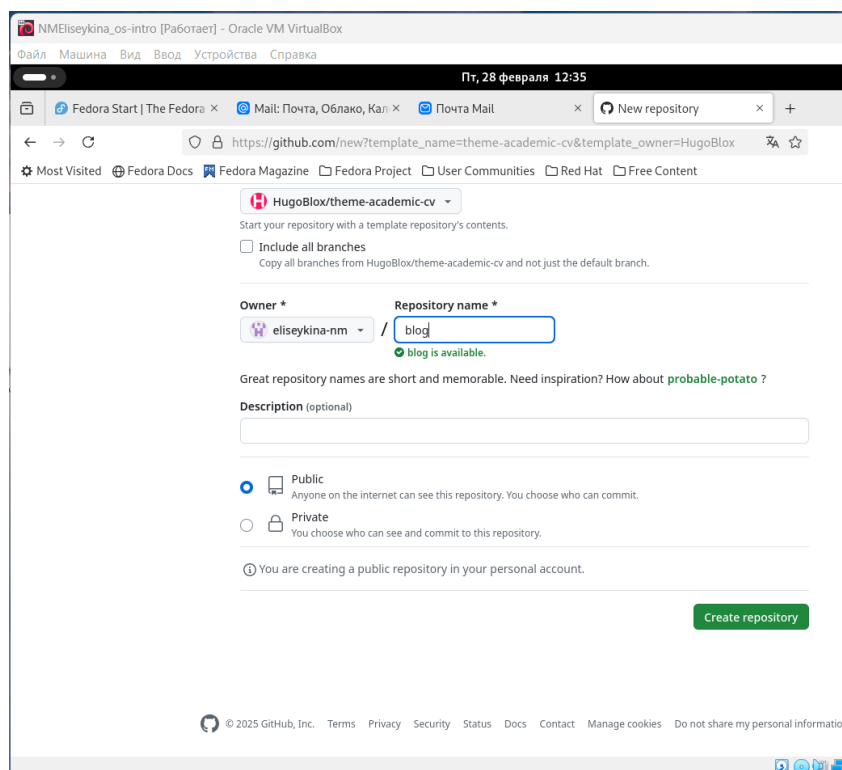 NMEliseykina_os-intro [Работает] - Oracle VM VirtualBox
Файл Машина Вид Ввод Устройства Справка
Пт, 28 февраля 12:35
Fedora Start | The Fedora
Mail: Почта, Облако, Кал
Почта Mail
New repository
https://github.com/new?template_name=theme-academic-cv&template_owner=HugoBlox
Most Visited Fedora Docs Fedora Magazine Fedora Project User Communities Red Hat Free Content
HugoBlox/theme-academic-cv
Start your repository with a template repository's contents.
Include all branches
Copy all branches from HugoBlox/theme-academic-cv and not just the default branch.
Owner * Repository name *
eliseykina-nm / blog
blog is available.
Great repository names are short and memorable. Need inspiration? How about probable-potato ?
Description (optional)
Public
Anyone on the internet can see this repository. You choose who can commit.
Private
You choose who can see and commit to this repository.
You are creating a public repository in your personal account.
Create repository
© 2025 GitHub, Inc. Terms Privacy Security Status Docs Contact Manage cookies Do not share my personal informatio